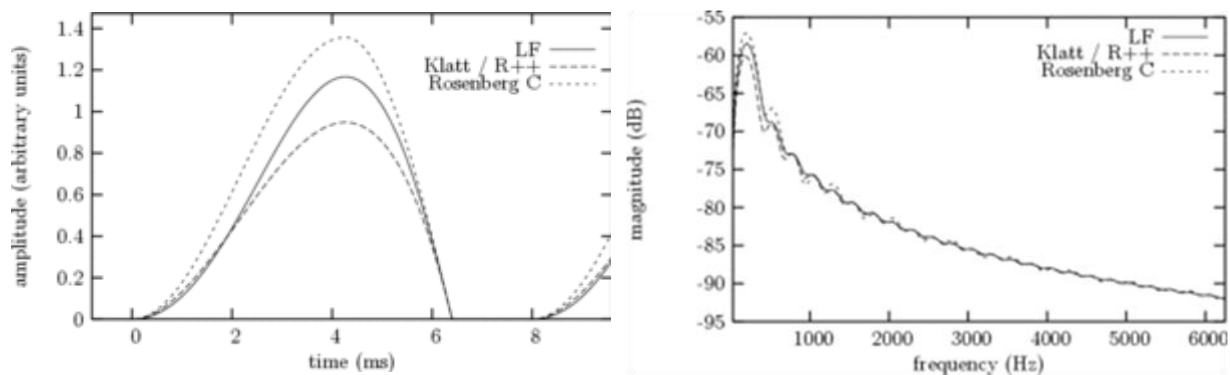 1.4
1.2
1
0.8
0.6
0.4
0.2
0
0 2 4 6 8
amplitude (arbitrary units)
time (ms)
LF
Klatt / R++
Rosenberg C
-55
-60
-65
-70
-75
-80
-85
-90
-95
1000 2000 3000 4000 5000 6000
magnitude (dB)
frequency (Hz)
LF
Klatt / R++
Rosenberg C